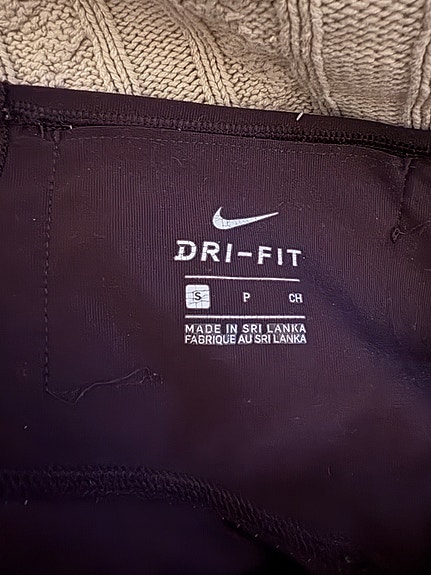 DRI-FIT
S P CH
MADE IN SRI LANKA
FABRIQUE AU SRI LANKA